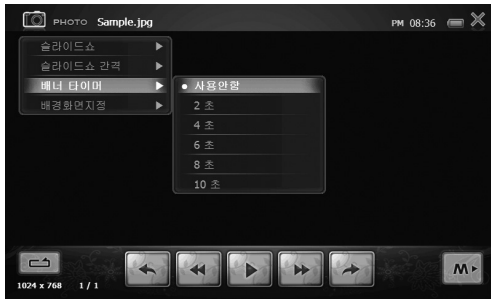 PHOTO Sample.jpg PM 08:36
슬라이드쇼
슬라이드쇼 간격
배너 타이머
배경화면지정
사용안함
2 초
4 초
6 초
8 초
10 초
M
1024 x 768 1 / 1